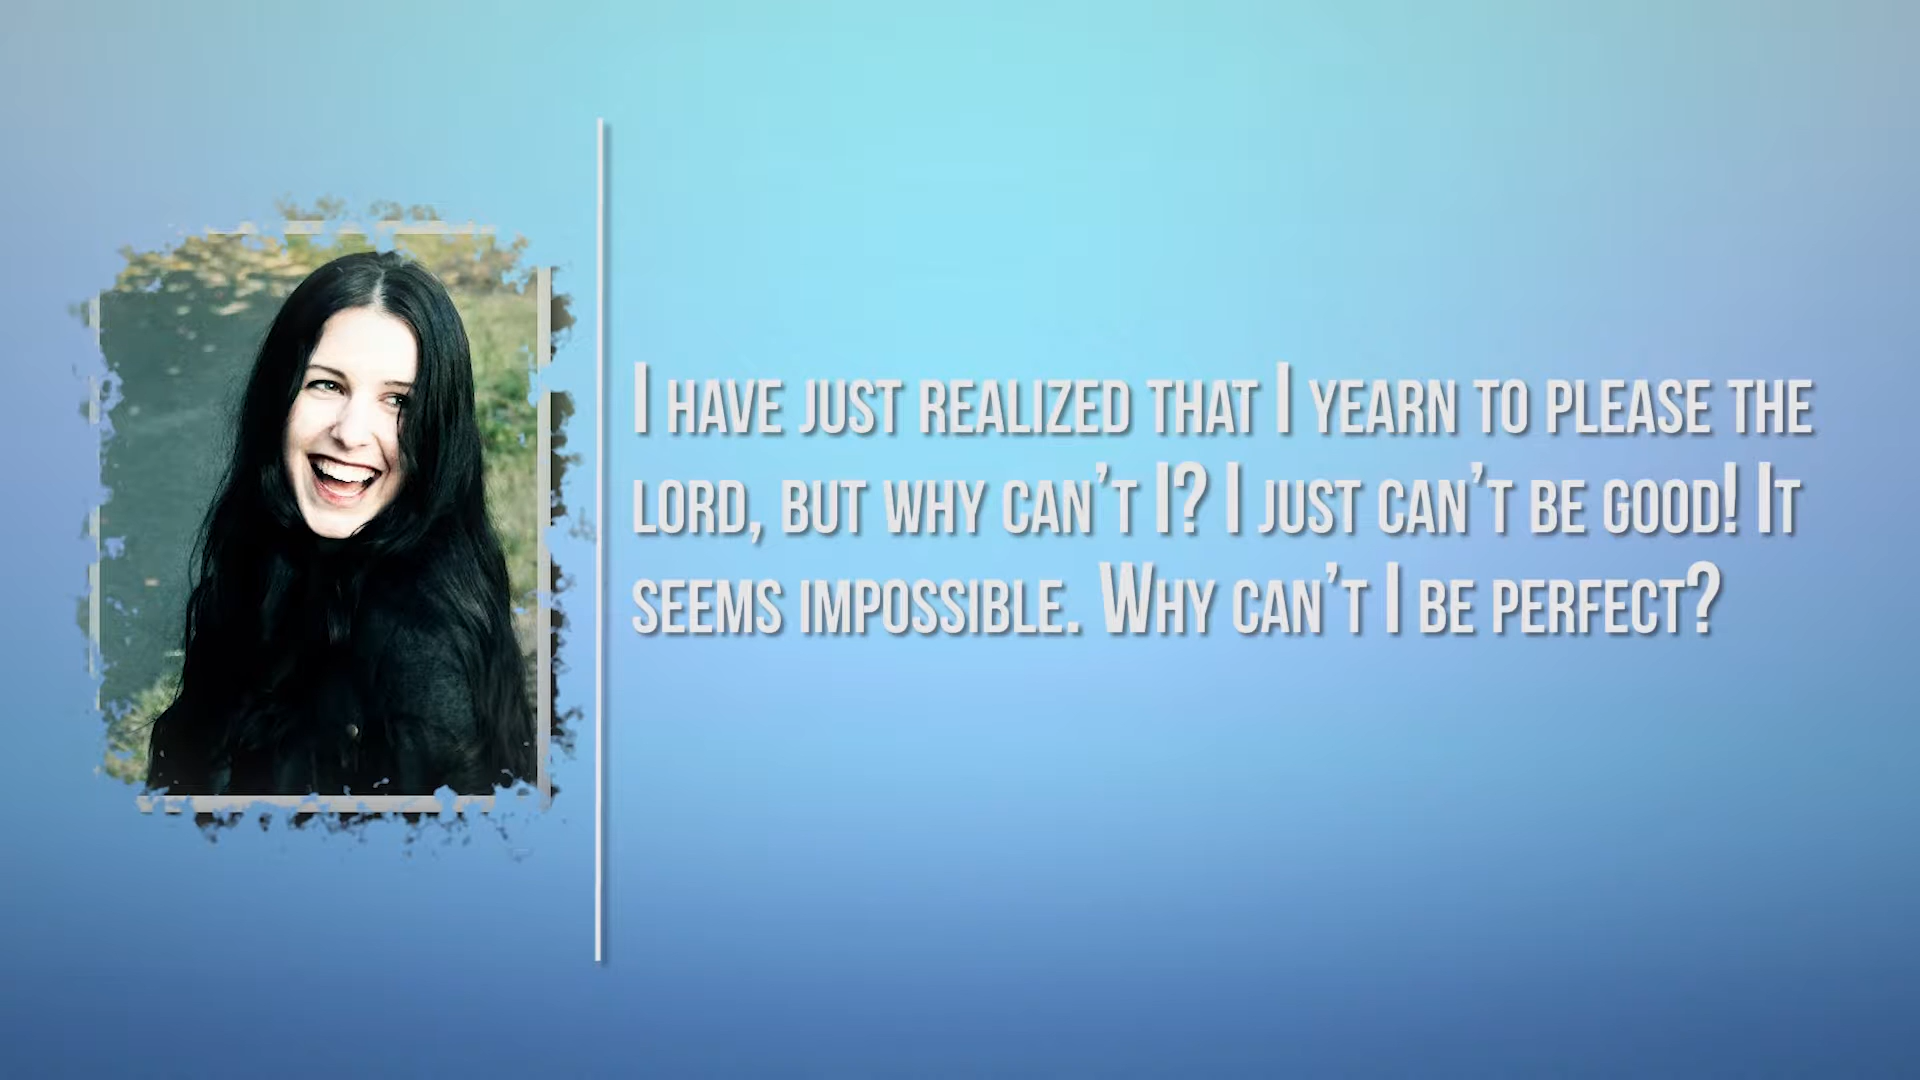 I have just realized that I yearn to please the
lord, but why can’t I? I just can’t be good! It
seems impossible. Why can’t I be perfect?